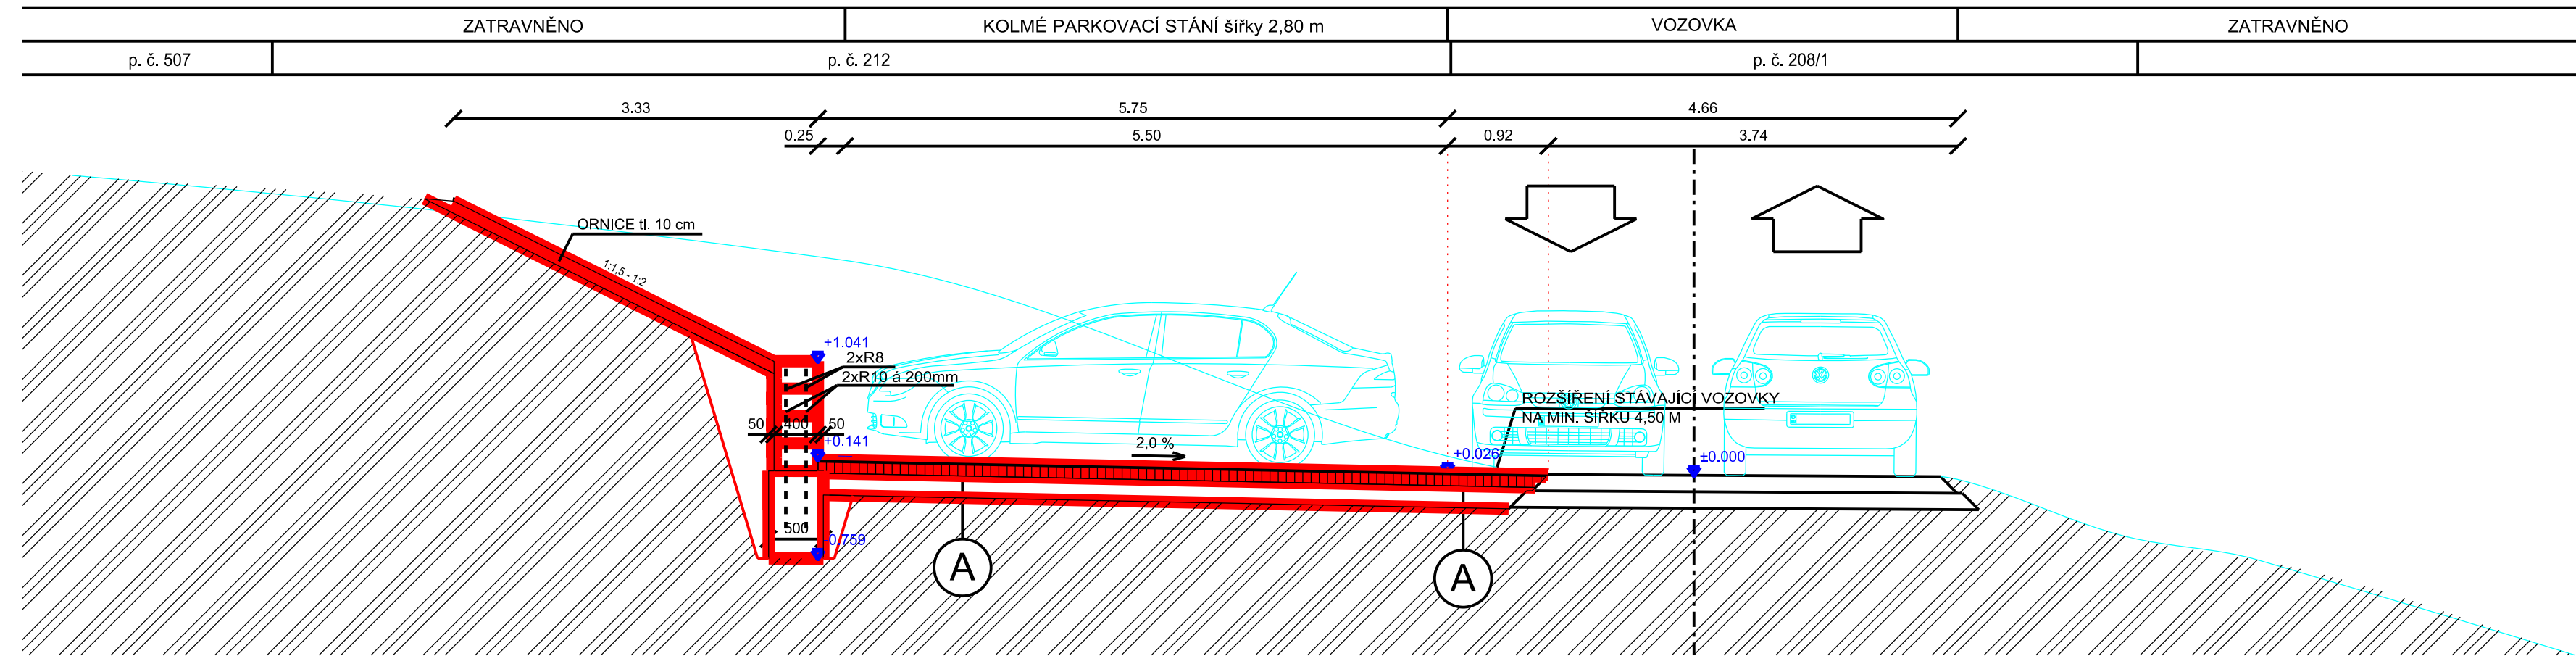 ZATRAVNĚNO
KOLMÉ PARKOVACÍ STÁNÍ šířky 2,80 m
VOZOVKA
ZATRAVNĚNO
p. č. 507
p. č. 212
p. č. 208/1
3.33
5.75
4.66
0.25
5.50
0.92
3.74
ORNICE tl. 10 cm
1:1,5 - 1:2
+1.041
2xR8
2xR10 á 200mm
ROZŠÍŘENÍ STÁVAJÍCÍ VOZOVKY
NA MIN. ŠÍŘKU 4,50 M
50
400
50
+0.141
2,0 %
+0.026
±0.000
500
-0.759
A
A